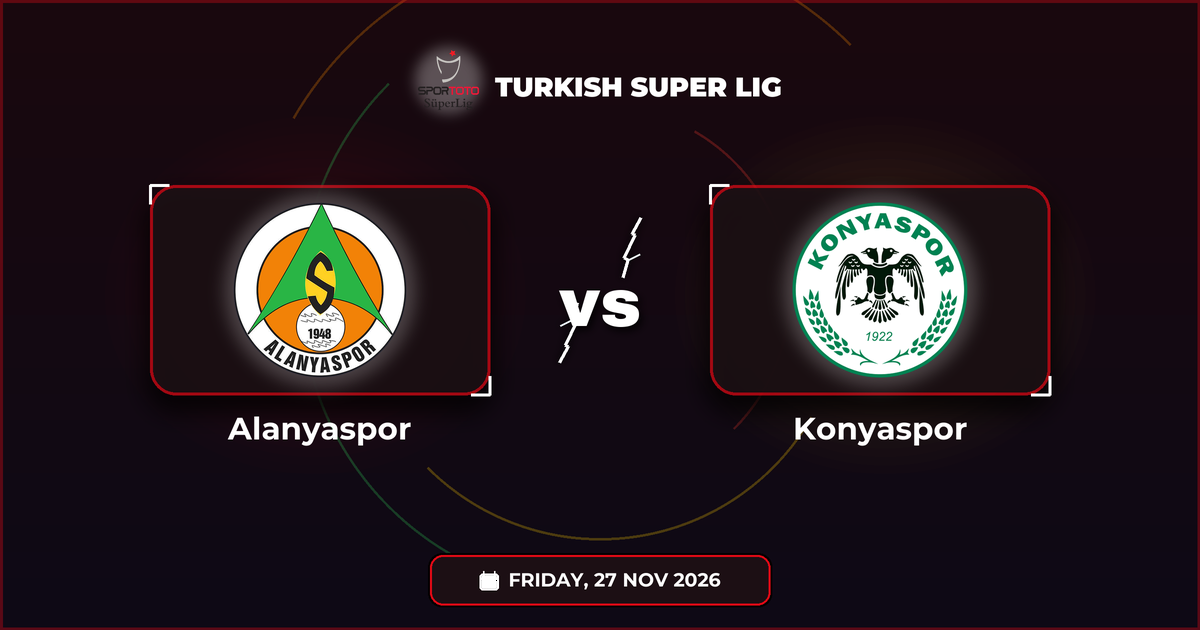 SPORTOTO
SüperLig
TURKISH SUPER LIG
S
1948
ALANYASPOR
VS
KONYASPOR
1922
Alanyaspor
Konyaspor
FRIDAY, 27 NOV 2026